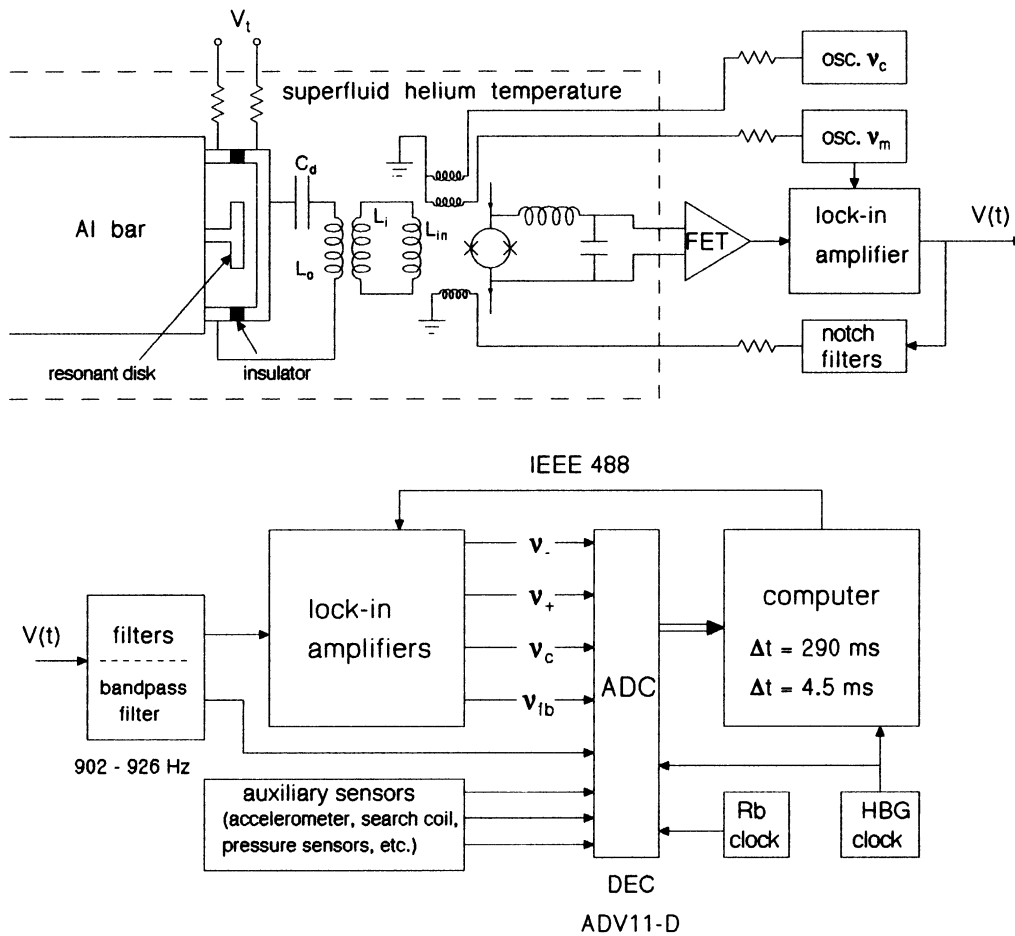 V_t
osc. ν_c
superfluid helium temperature
osc. ν_m
C_d
Al bar
L_i
L_in
L_o
FET
lock-in
amplifier
V(t)
notch
filters
resonant disk
insulator
IEEE 488
ν_-
lock-in
amplifiers
ν_+
computer
V(t)
filters
ν_c
Δt = 290 ms
bandpass
filter
ADC
Δt = 4.5 ms
ν_fb
902 - 926 Hz
auxiliary sensors
(accelerometer, search coil,
pressure sensors, etc.)
Rb
clock
HBG
clock
DEC
ADV11-D